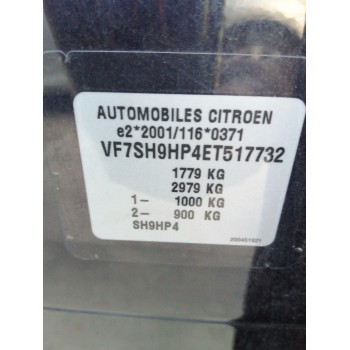 AUTOMOBILES CITROEN
e2*2001/116*0371
VF7SH9HP4ET517732
1779 KG
2979 KG
1- 1000 KG
2- 900 KG
SH9HP4